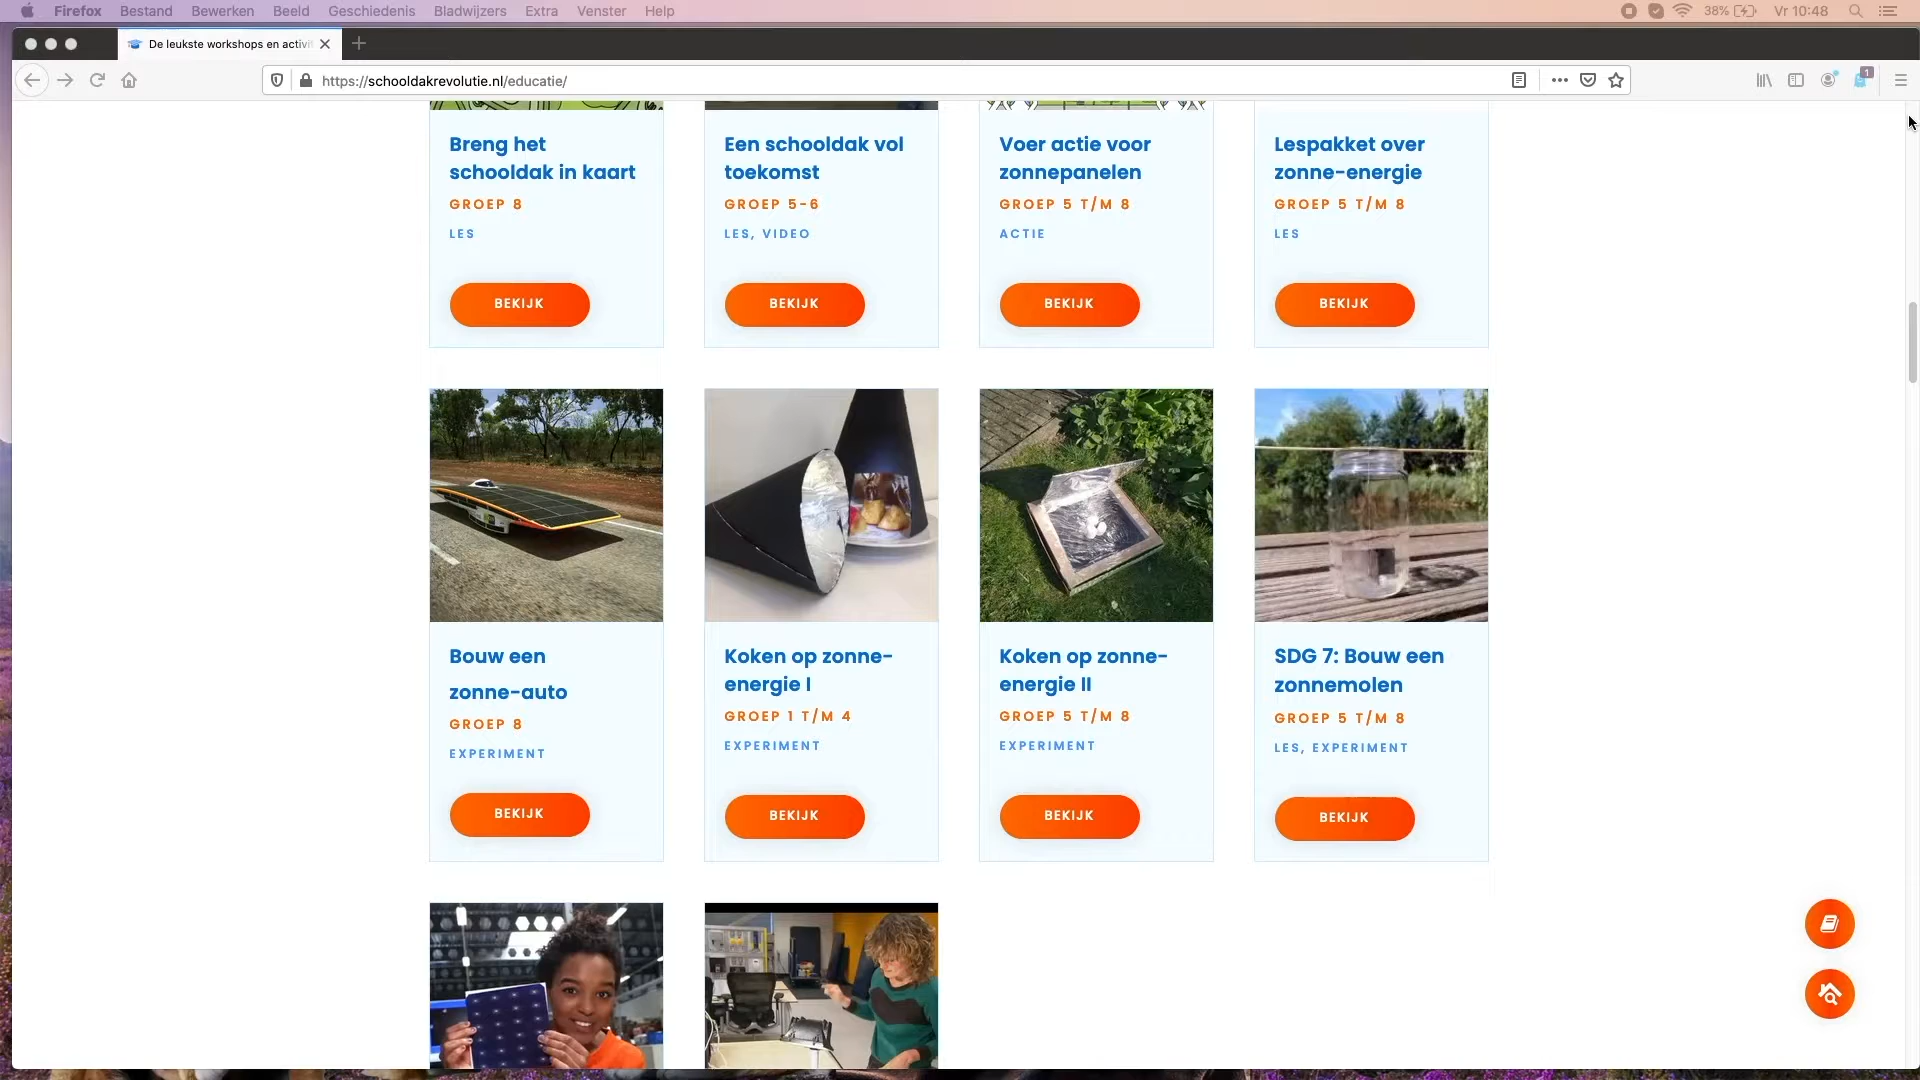 Firefox Bestand Bewerken Beeld Geschiedenis Bladwijzers Extra Venster Help 38% Vr 10:48
De leukste workshops en activi
https://schooldakrevolutie.nl/educatie/
1
Breng het
schooldak in kaart
GROEP 8
LES
BEKIJK
Een schooldak vol
toekomst
GROEP 5-6
LES, VIDEO
BEKIJK
Voer actie voor
zonnepanelen
GROEP 5 T/M 8
ACTIE
BEKIJK
Lespakket over
zonne-energie
GROEP 5 T/M 8
LES
BEKIJK
Bouw een
zonne-auto
GROEP 8
EXPERIMENT
BEKIJK
Koken op zonne-
energie I
GROEP 1 T/M 4
EXPERIMENT
BEKIJK
Koken op zonne-
energie II
GROEP 5 T/M 8
EXPERIMENT
BEKIJK
SDG 7: Bouw een
zonnemolen
GROEP 5 T/M 8
LES, EXPERIMENT
BEKIJK